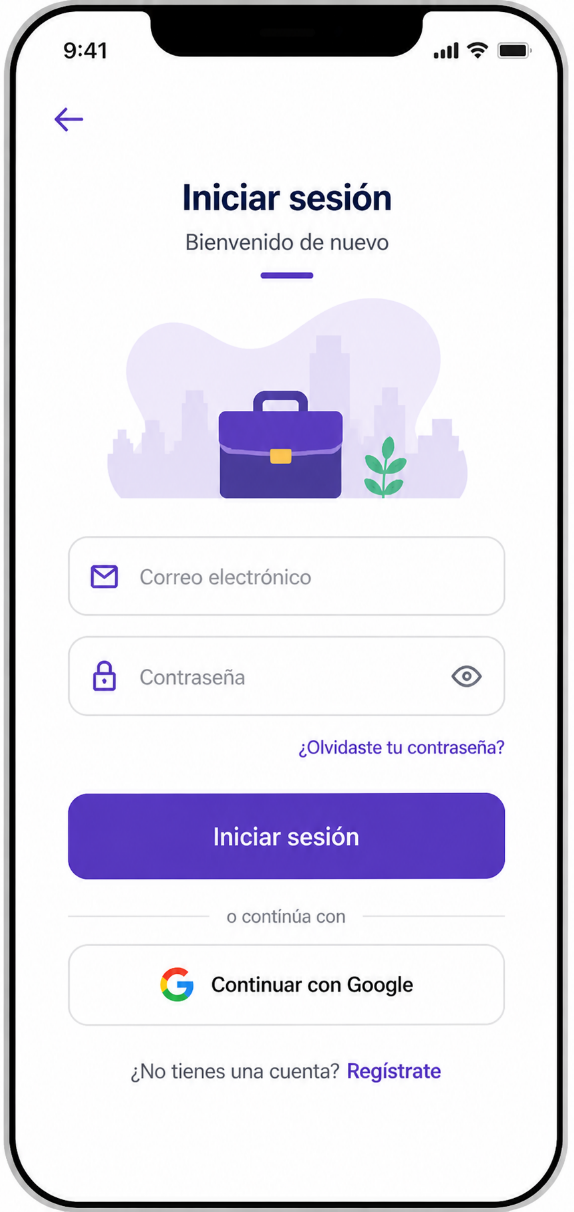 9:41
Iniciar sesión
Bienvenido de nuevo
Correo electrónico
Contraseña
¿Olvidaste tu contraseña?
Iniciar sesión
o continúa con
Continuar con Google
¿No tienes una cuenta? Regístrate